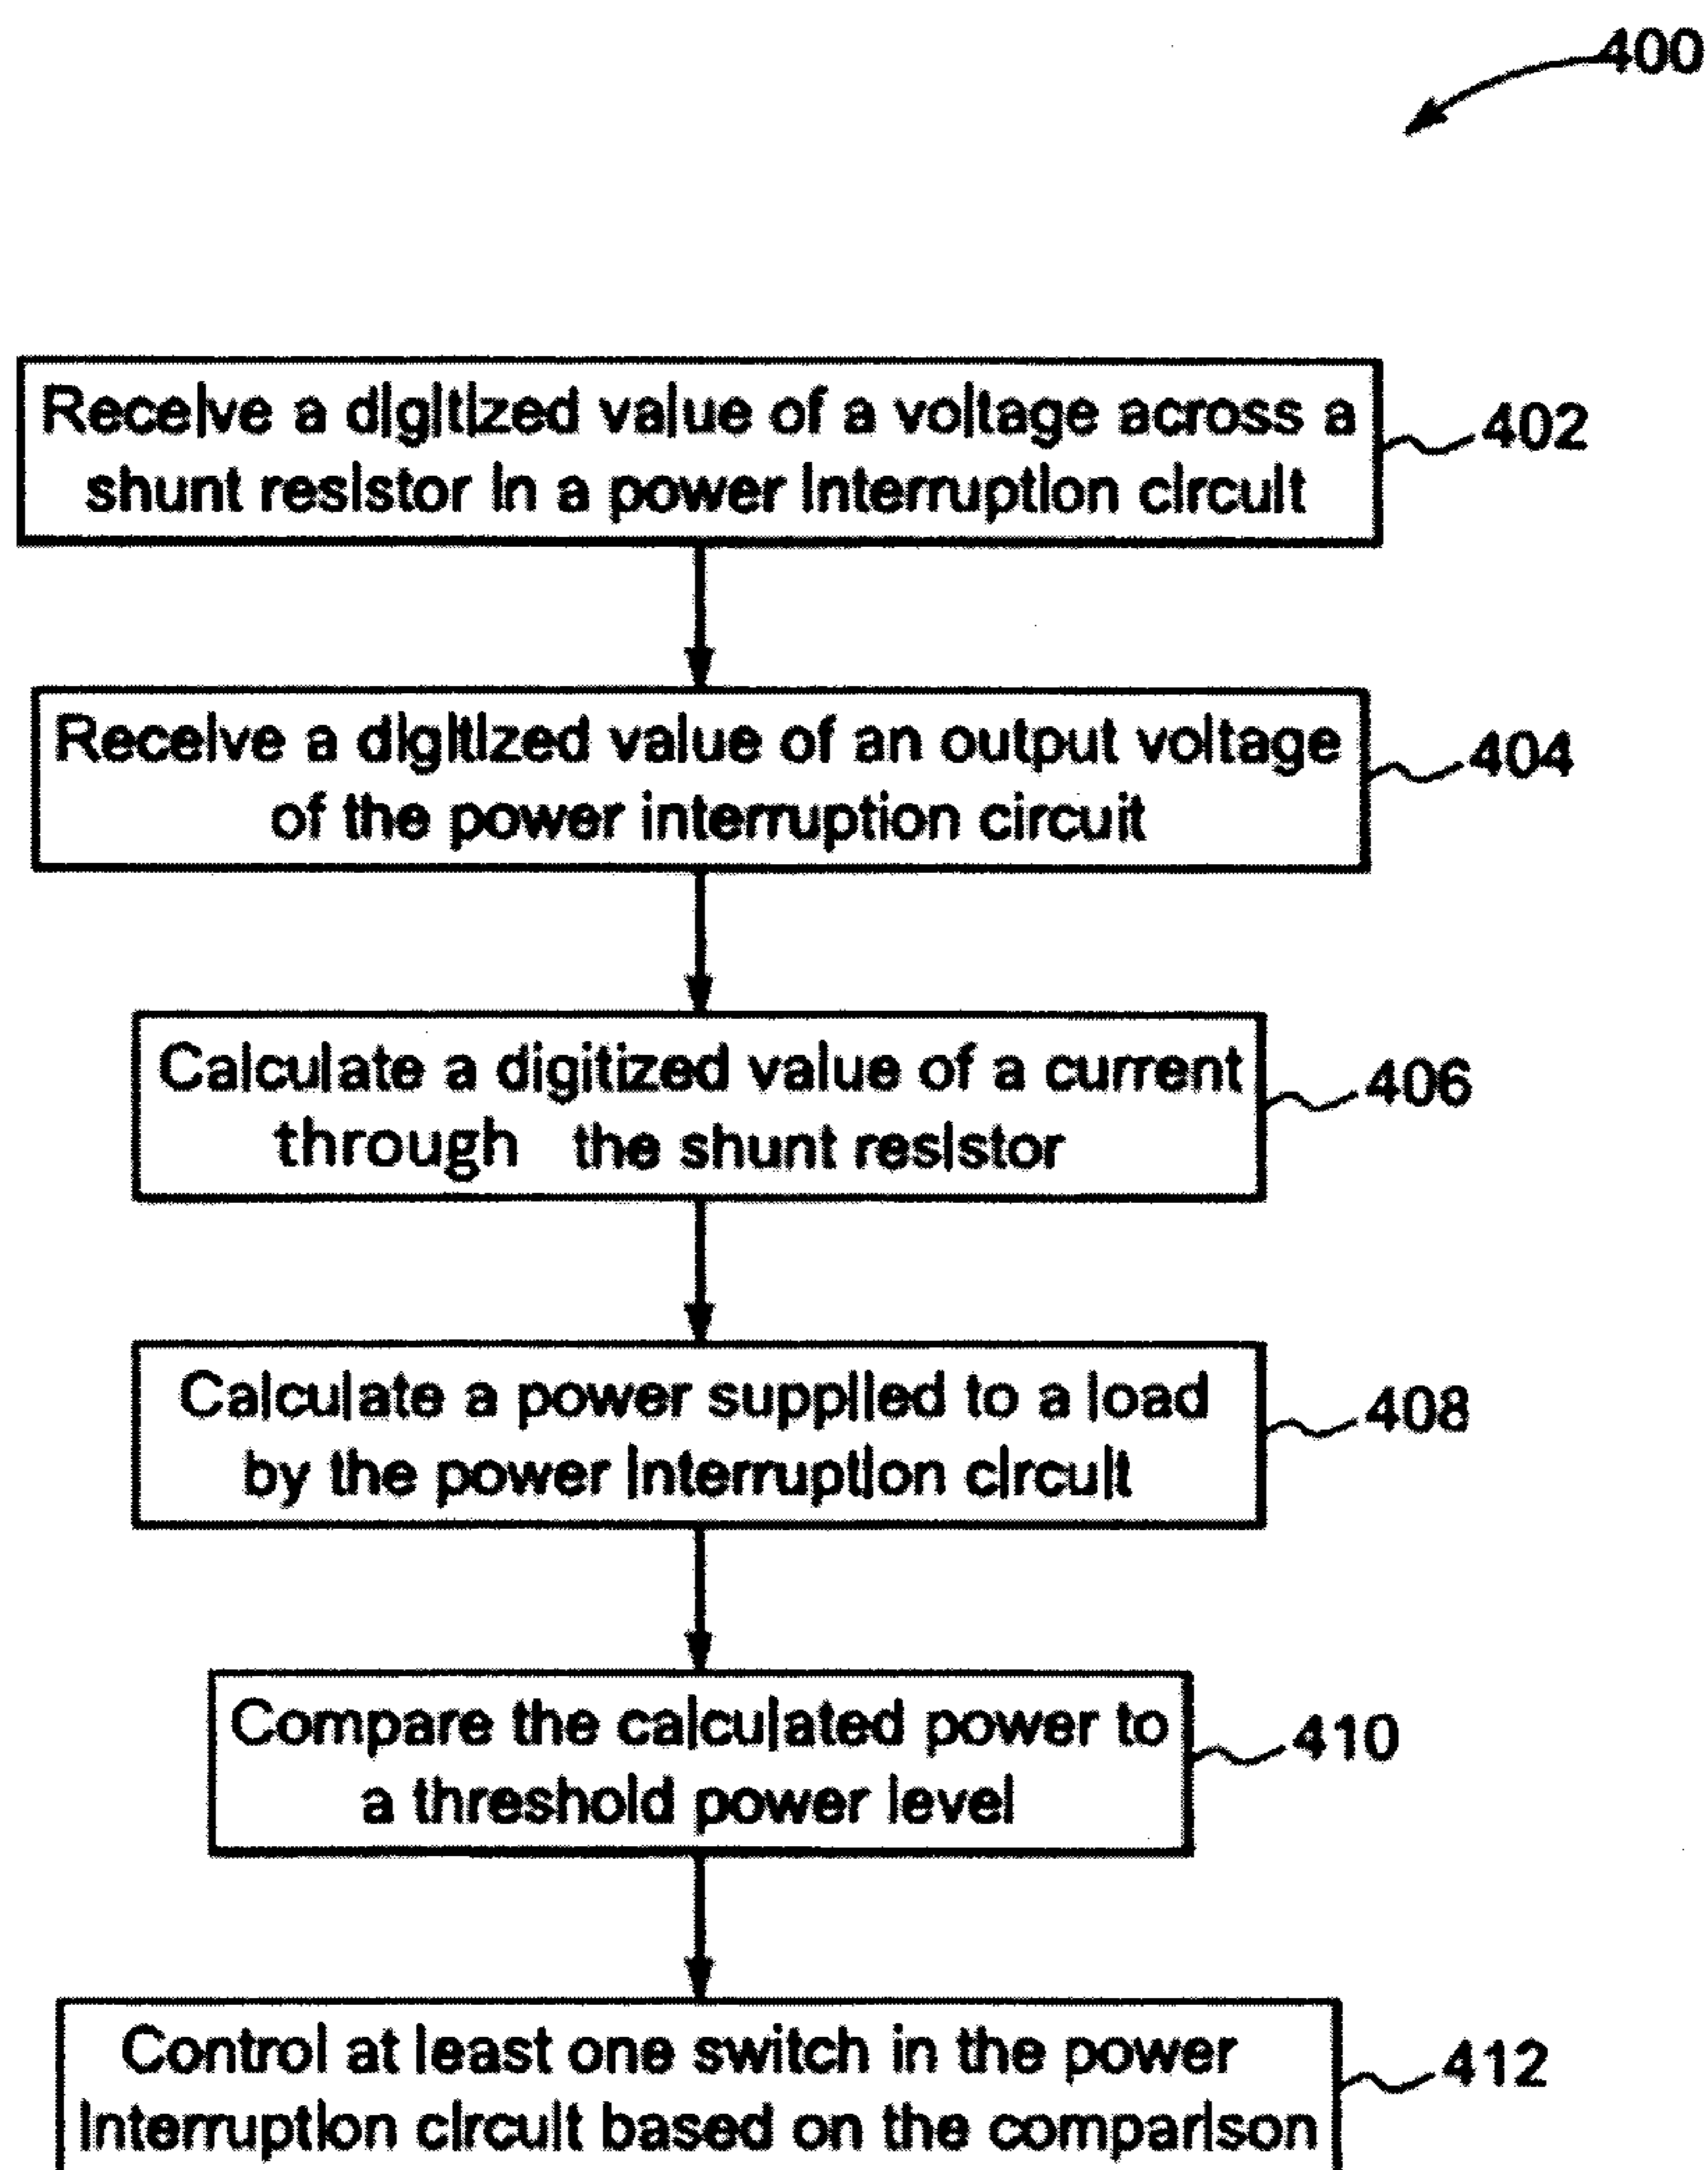 400
Receive a digitized value of a voltage across a
shunt resistor in a power interruption circuit
402
Receive a digitized value of an output voltage
of the power interruption circuit
404
Calculate a digitized value of a current
through the shunt resistor
406
Calculate a power supplied to a load
by the power interruption circuit
408
Compare the calculated power to
a threshold power level
410
Control at least one switch in the power
interruption circuit based on the comparison
412